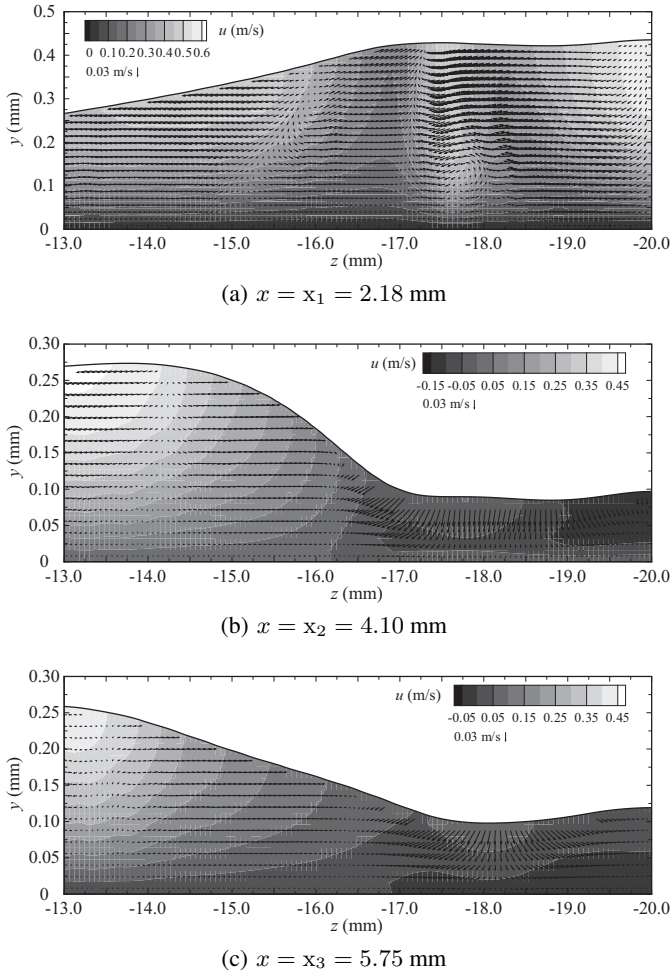 0.5
0.4
0.3
0.2
0.1
0
y (mm)
u (m/s)
0 0.1 0.2 0.3 0.4 0.5 0.6
0.03 m/s
-13.0 -14.0 -15.0 -16.0 -17.0 -18.0 -19.0 -20.0
z (mm)
(a) x = x₁ = 2.18 mm
0.30
0.25
0.20
0.15
0.10
0.05
0
y (mm)
u (m/s)
-0.15 -0.05 0.05 0.15 0.25 0.35 0.45
0.03 m/s
-13.0 -14.0 -15.0 -16.0 -17.0 -18.0 -19.0 -20.0
z (mm)
(b) x = x₂ = 4.10 mm
0.30
0.25
0.20
0.15
0.10
0.05
0
y (mm)
u (m/s)
-0.05 0.05 0.15 0.25 0.35 0.45
0.03 m/s
-13.0 -14.0 -15.0 -16.0 -17.0 -18.0 -19.0 -20.0
z (mm)
(c) x = x₃ = 5.75 mm